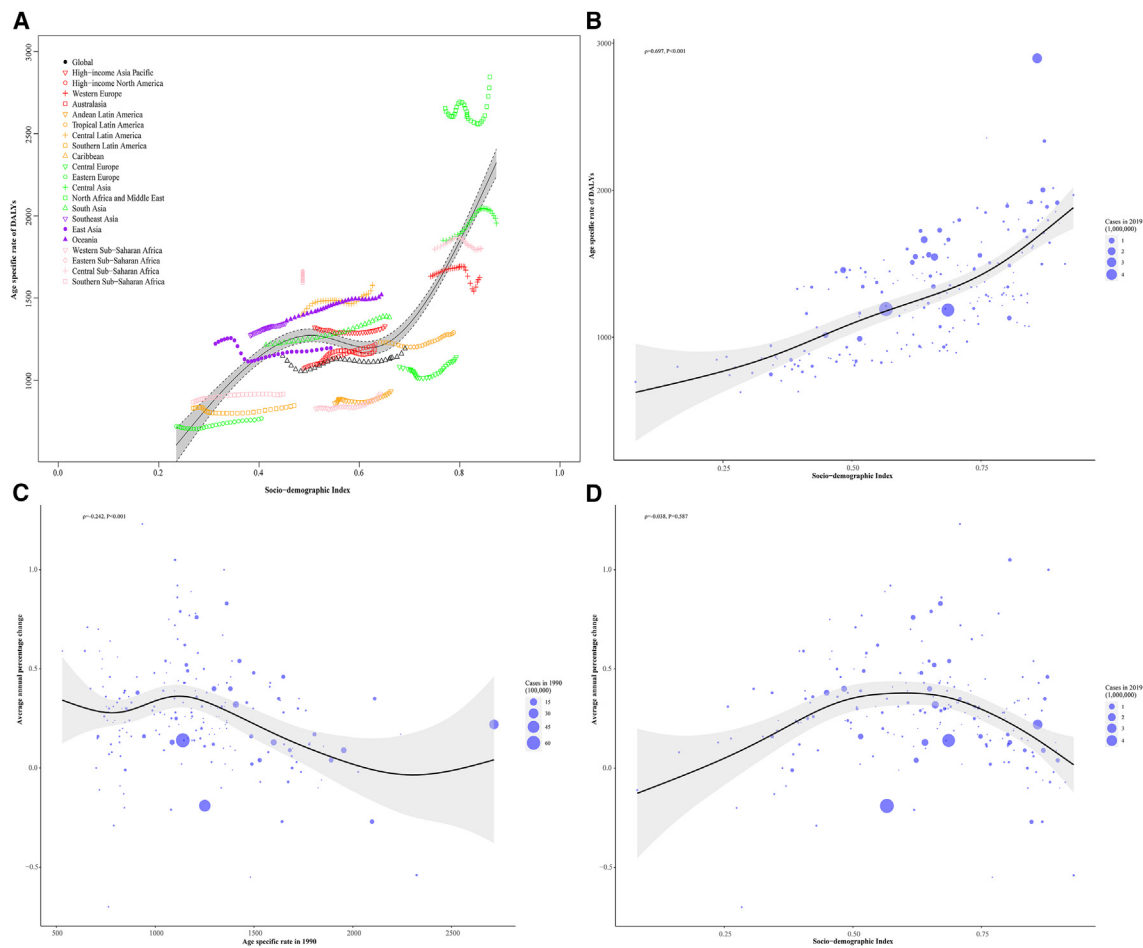 A
Age specific rate of DALYs
3000
2500
2000
1500
1000
Global
High−income Asia Pacific
High−income North America
Western Europe
Australasia
Andean Latin America
Tropical Latin America
Central Latin America
Southern Latin America
Caribbean
Central Europe
Eastern Europe
Central Asia
North Africa and Middle East
South Asia
Southeast Asia
East Asia
Oceania
Western Sub−Saharan Africa
Eastern Sub−Saharan Africa
Central Sub−Saharan Africa
Southern Sub−Saharan Africa
0.0 0.2 0.4 0.6 0.8 1.0
Socio−demographic Index
B
ρ=0.697, P<0.001
Age specific rate of DALYs
3000
2000
1000
0.25 0.50 0.75
Socio−demographic Index
Cases in 2019
(1,000,000)
1
2
3
4
C
ρ=−0.242, P<0.001
Average annual percentage change
1.0
0.5
0.0
−0.5
500 1000 1500 2000 2500
Age specific rate in 1990
Cases in 1990
(100,000)
15
30
45
60
D
ρ=−0.038, P=0.587
Average annual percentage change
1.0
0.5
0.0
−0.5
0.25 0.50 0.75
Socio−demographic Index
Cases in 2019
(1,000,000)
1
2
3
4